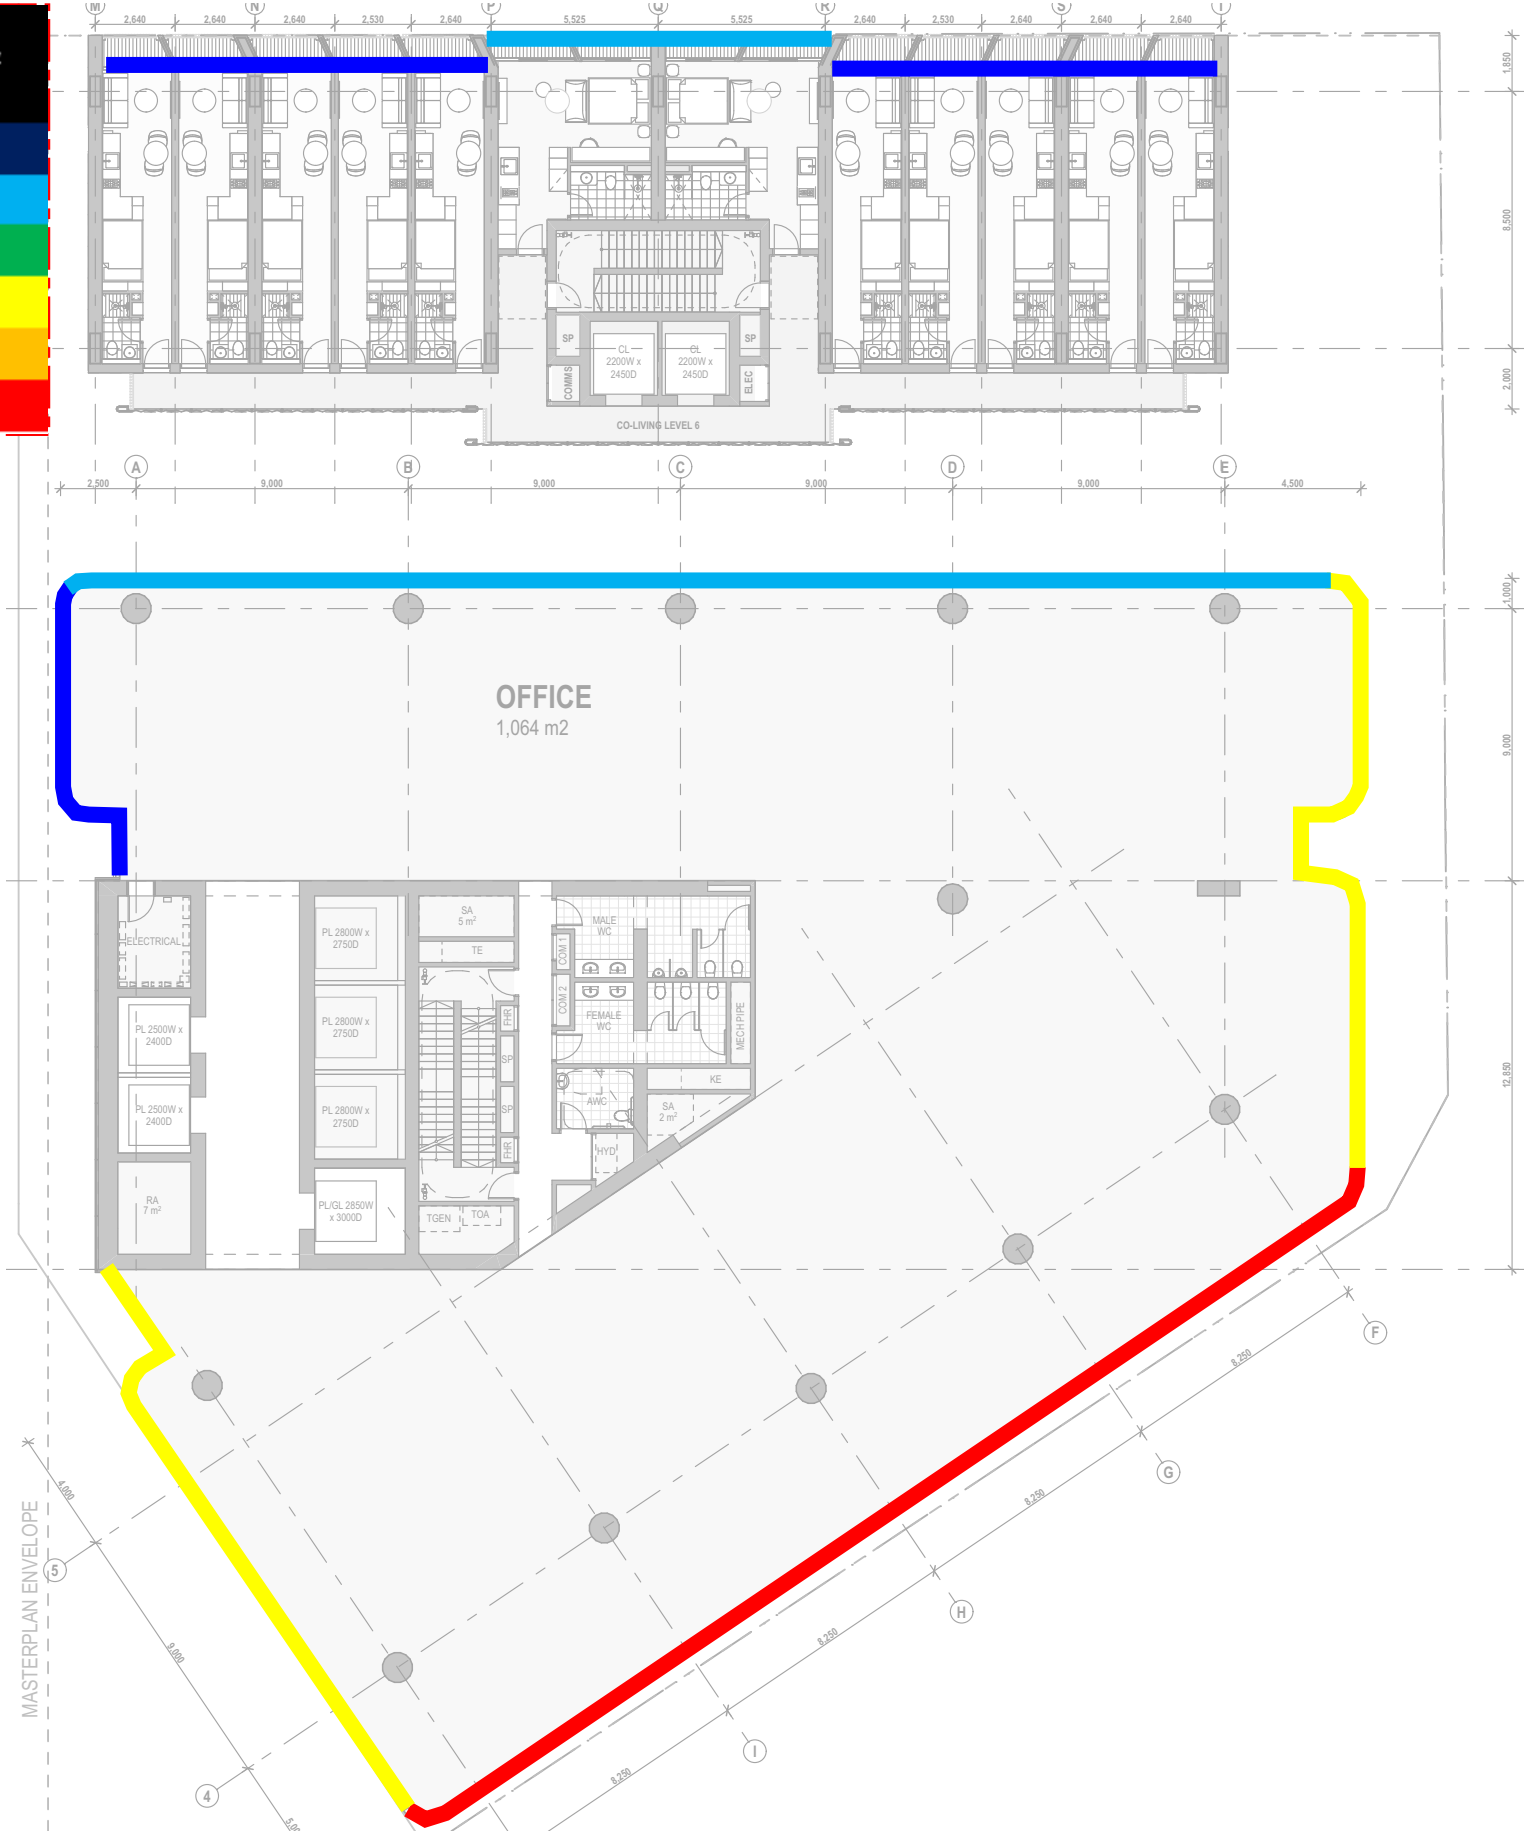 M N P Q R S T
2,640 2,640 2,640 2,530 2,640 5,525 5,525 2,640 2,530 2,640 2,640 2,640
1,850
8,500
2,000
SP
CL
2200W x
2450D
CL
2200W x
2450D
SP
COMMS
ELEC
CO-LIVING LEVEL 6
A B C D E
2,500 9,000 9,000 9,000 9,000 4,500
1,000
9,000
12,850
OFFICE
1,064 m2
ELECTRICAL
PL 2500W x
2400D
PL 2500W x
2400D
RA
7 m²
PL 2800W x
2750D
PL 2800W x
2750D
PL 2800W x
2750D
PL/GL 2850W
x 3000D
SA
5 m²
TE
FHR
SP
SP
FHR
TGEN
TOA
COM 1
COM 2
MALE
WC
FEMALE
WC
MECH PIPE
KE
AWC
SA
2 m²
HYD
F
8,250
G
8,250
H
8,250
I
8,250
4,000
5
9,000
4
MASTERPLAN ENVELOPE